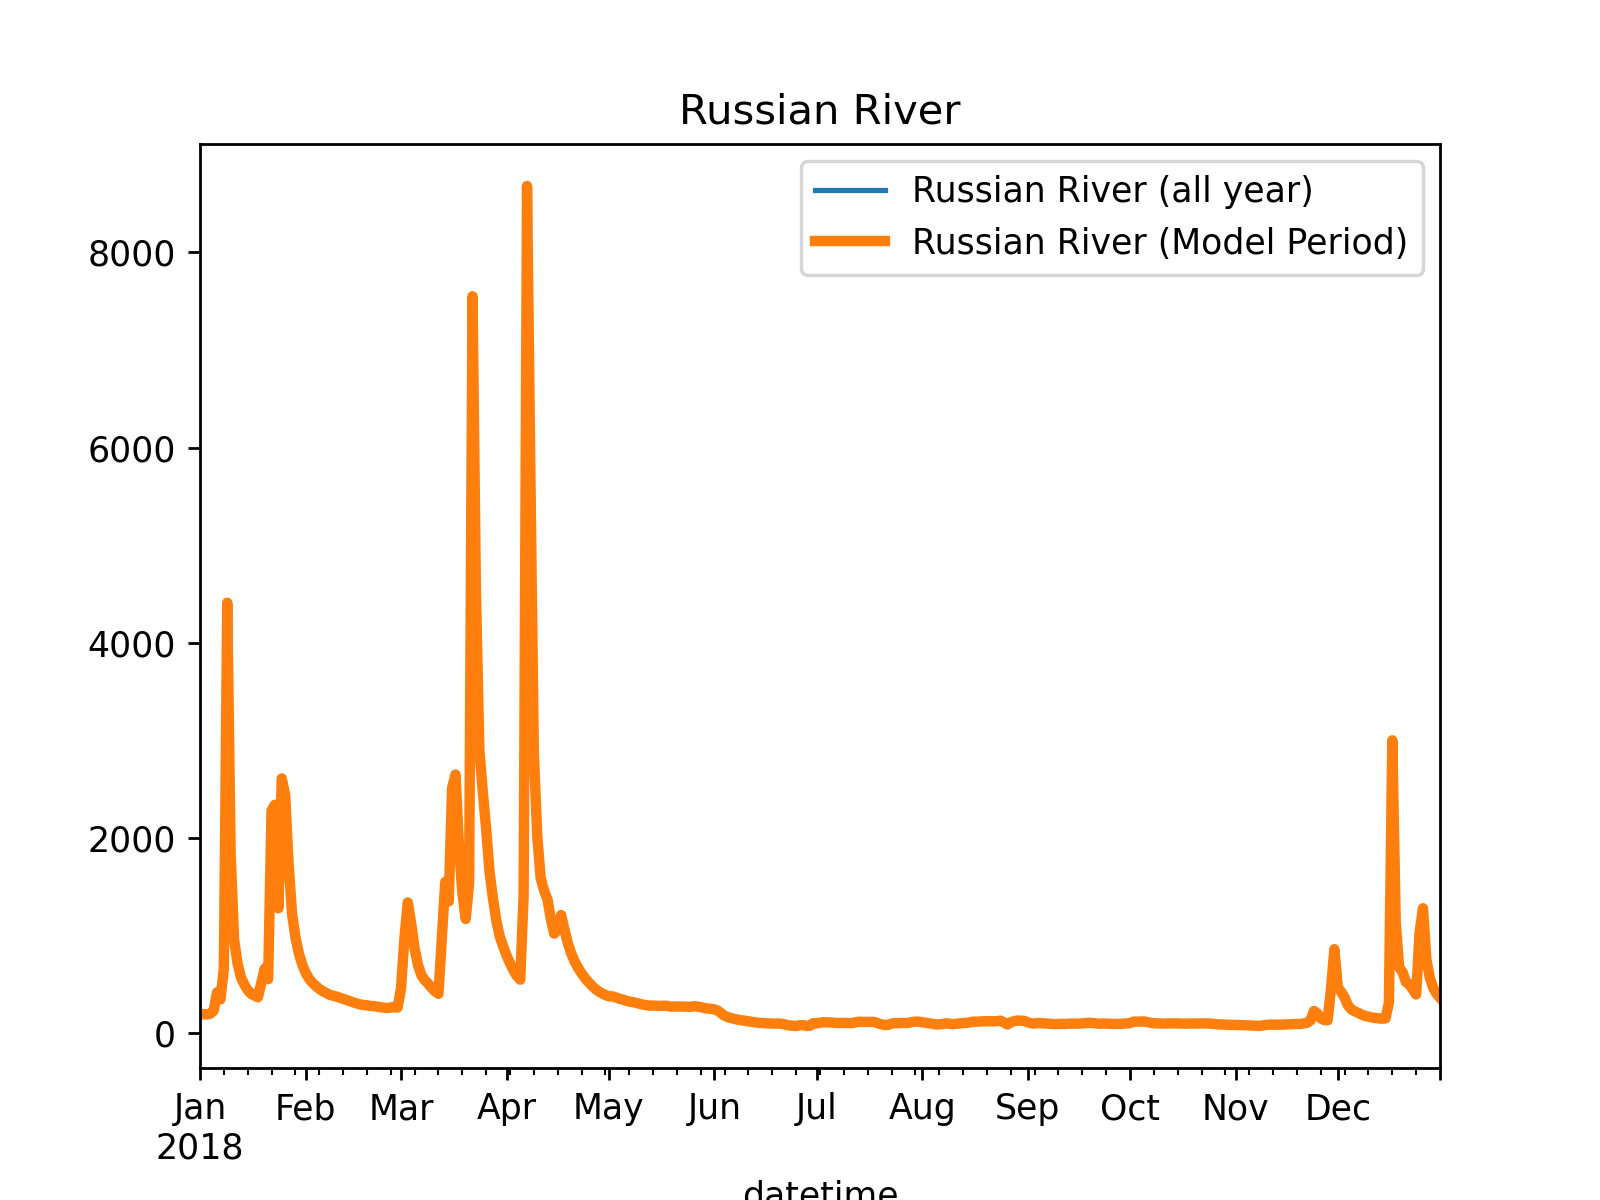 Russian River
Russian River (all year)
Russian River (Model Period)
8000
6000
4000
2000
0
Jan Feb Mar Apr May Jun Jul Aug Sep Oct Nov Dec
2018
datetime